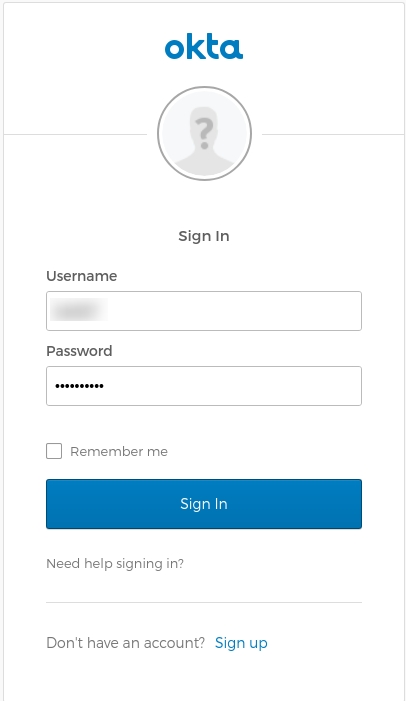 okta
?
Sign In
Username
Password
••••••••••
Remember me
Sign In
Need help signing in?
Don't have an account? Sign up